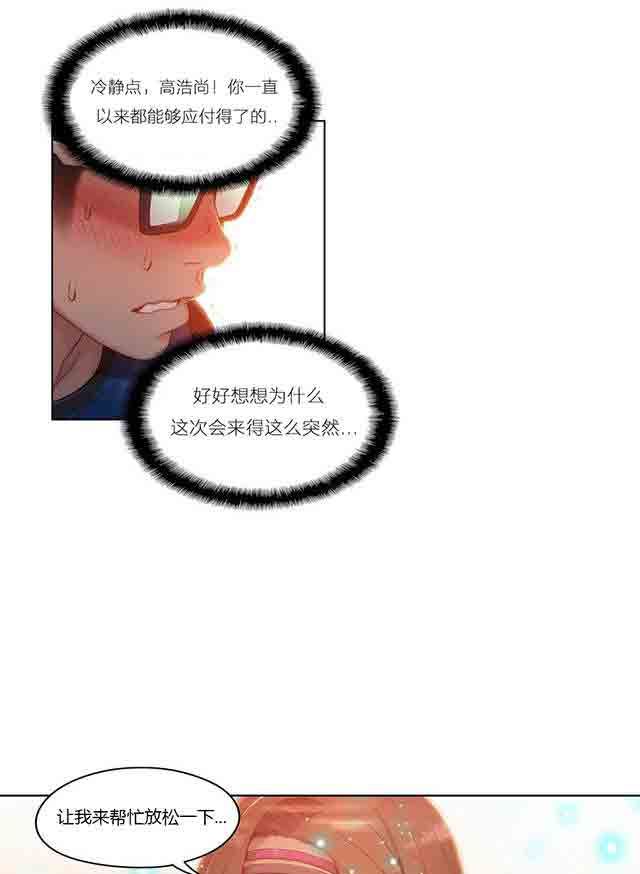 冷静点，高浩尚！你一直
以来都能够应付得了的..
好好想想为什么
这次会来得这么突然...
让我来帮忙放松一下...